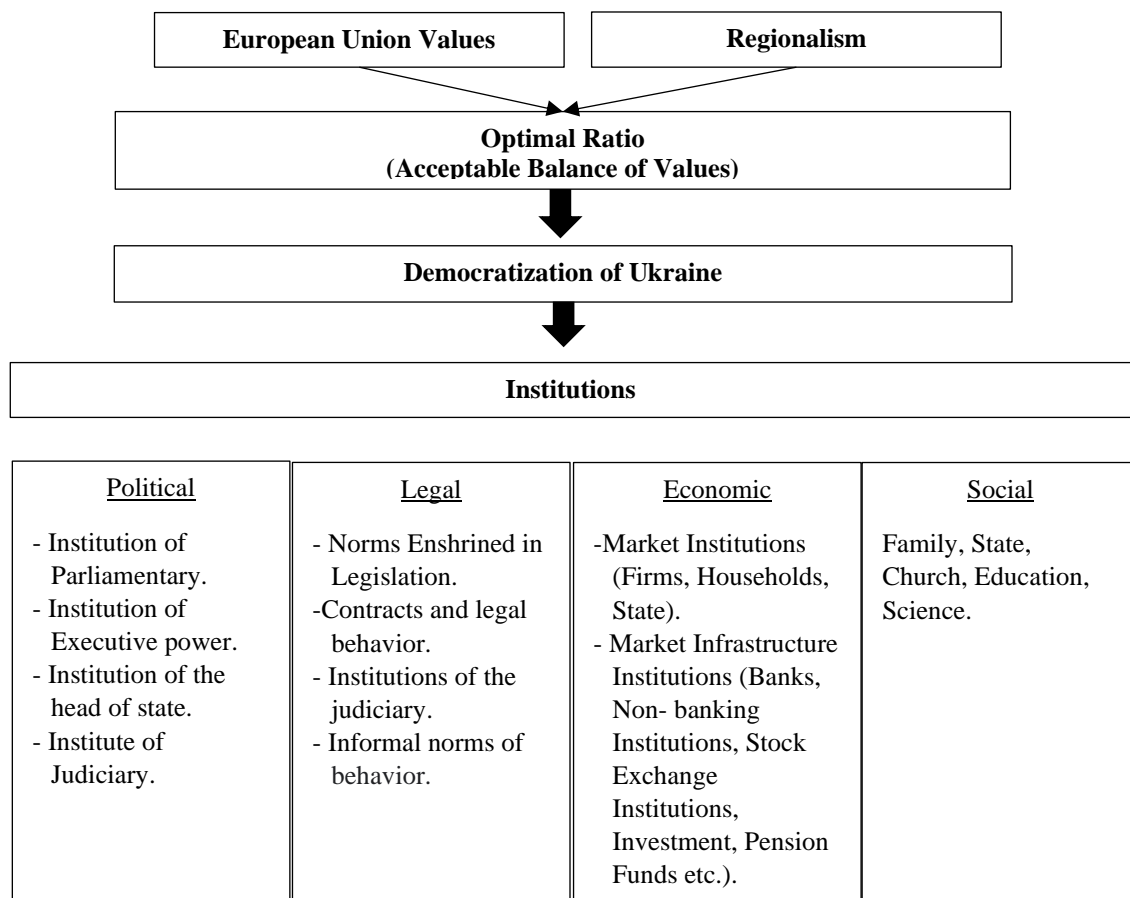 European Union Values
Regionalism
Optimal Ratio
(Acceptable Balance of Values)
Democratization of Ukraine
Institutions
Political
- Institution of
Parliamentary.
- Institution of
Executive power.
- Institution of the
head of state.
- Institute of
Judiciary.
Legal
- Norms Enshrined in
Legislation.
-Contracts and legal
behavior.
- Institutions of the
judiciary.
- Informal norms of
behavior.
Economic
-Market Institutions
(Firms, Households,
State).
- Market Infrastructure
Institutions (Banks,
Non- banking
Institutions, Stock
Exchange
Institutions,
Investment, Pension
Funds etc.).
Social
Family, State,
Church, Education,
Science.